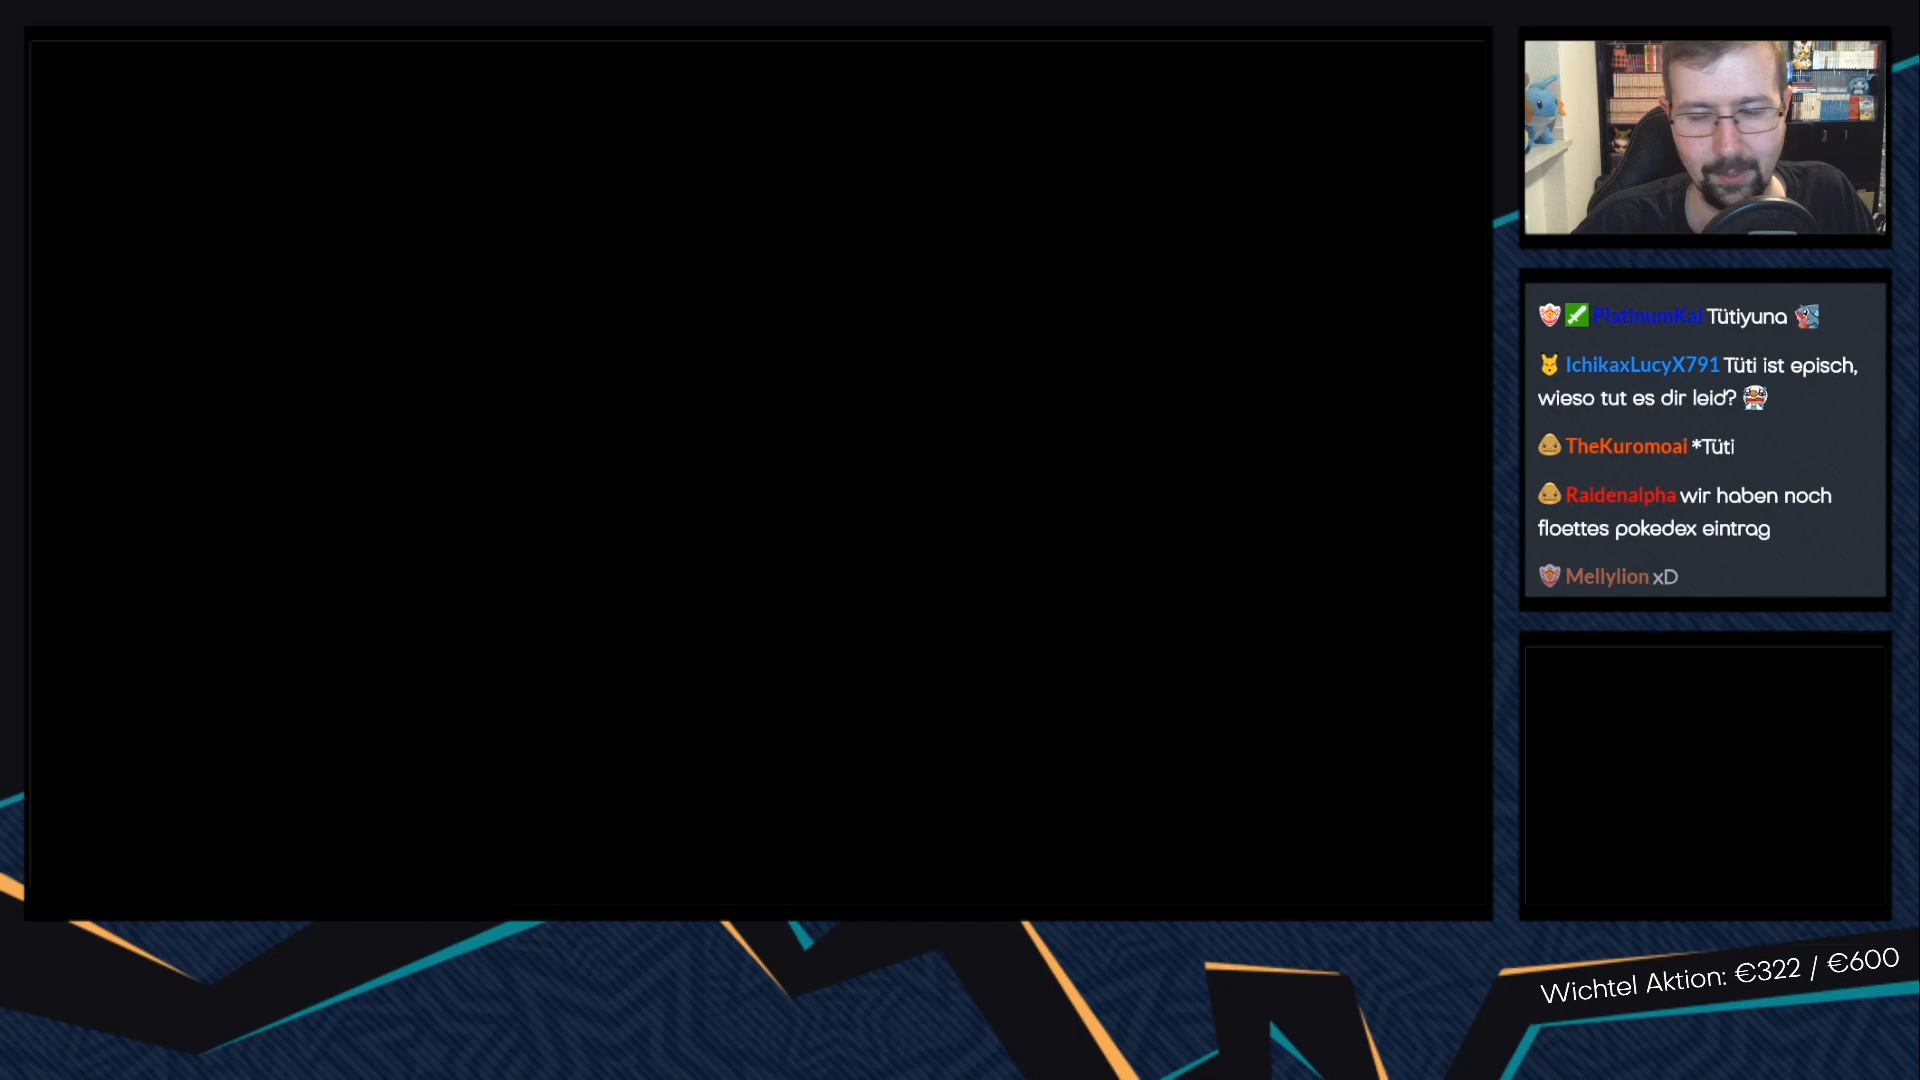 PlatinumKai Tütiyuna
IchikaxLucyX791 Tüti ist episch,
wieso tut es dir leid?
TheKuromoai *Tüti
Raidenalpha wir haben noch
floettes pokedex eintrag
Mellylion xD
Wichtel Aktion: €322 / €600